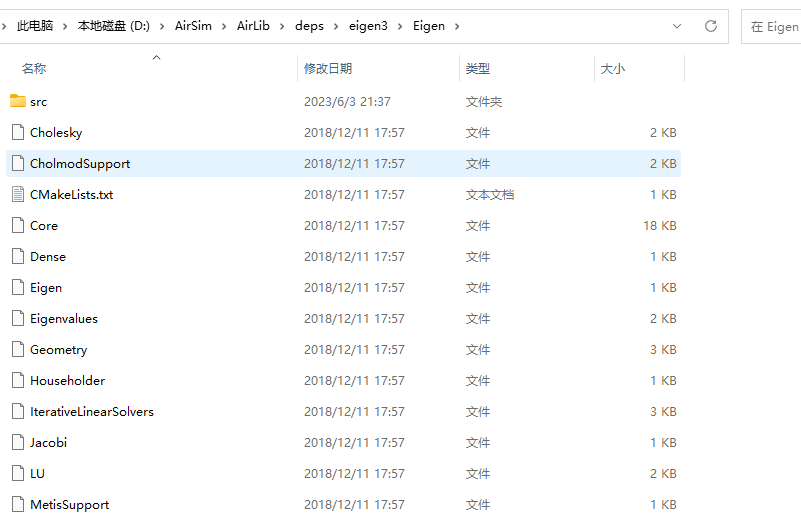 此电脑 本地磁盘 (D:) AirSim AirLib deps eigen3 Eigen 在 Eigen
名称 修改日期 类型 大小
src 2023/6/3 21:37 文件夹
Cholesky 2018/12/11 17:57 文件 2 KB
CholmodSupport 2018/12/11 17:57 文件 2 KB
CMakeLists.txt 2018/12/11 17:57 文本文档 1 KB
Core 2018/12/11 17:57 文件 18 KB
Dense 2018/12/11 17:57 文件 1 KB
Eigen 2018/12/11 17:57 文件 1 KB
Eigenvalues 2018/12/11 17:57 文件 2 KB
Geometry 2018/12/11 17:57 文件 3 KB
Householder 2018/12/11 17:57 文件 1 KB
IterativeLinearSolvers 2018/12/11 17:57 文件 3 KB
Jacobi 2018/12/11 17:57 文件 1 KB
LU 2018/12/11 17:57 文件 2 KB
MetisSupport 2018/12/11 17:57 文件 1 KB